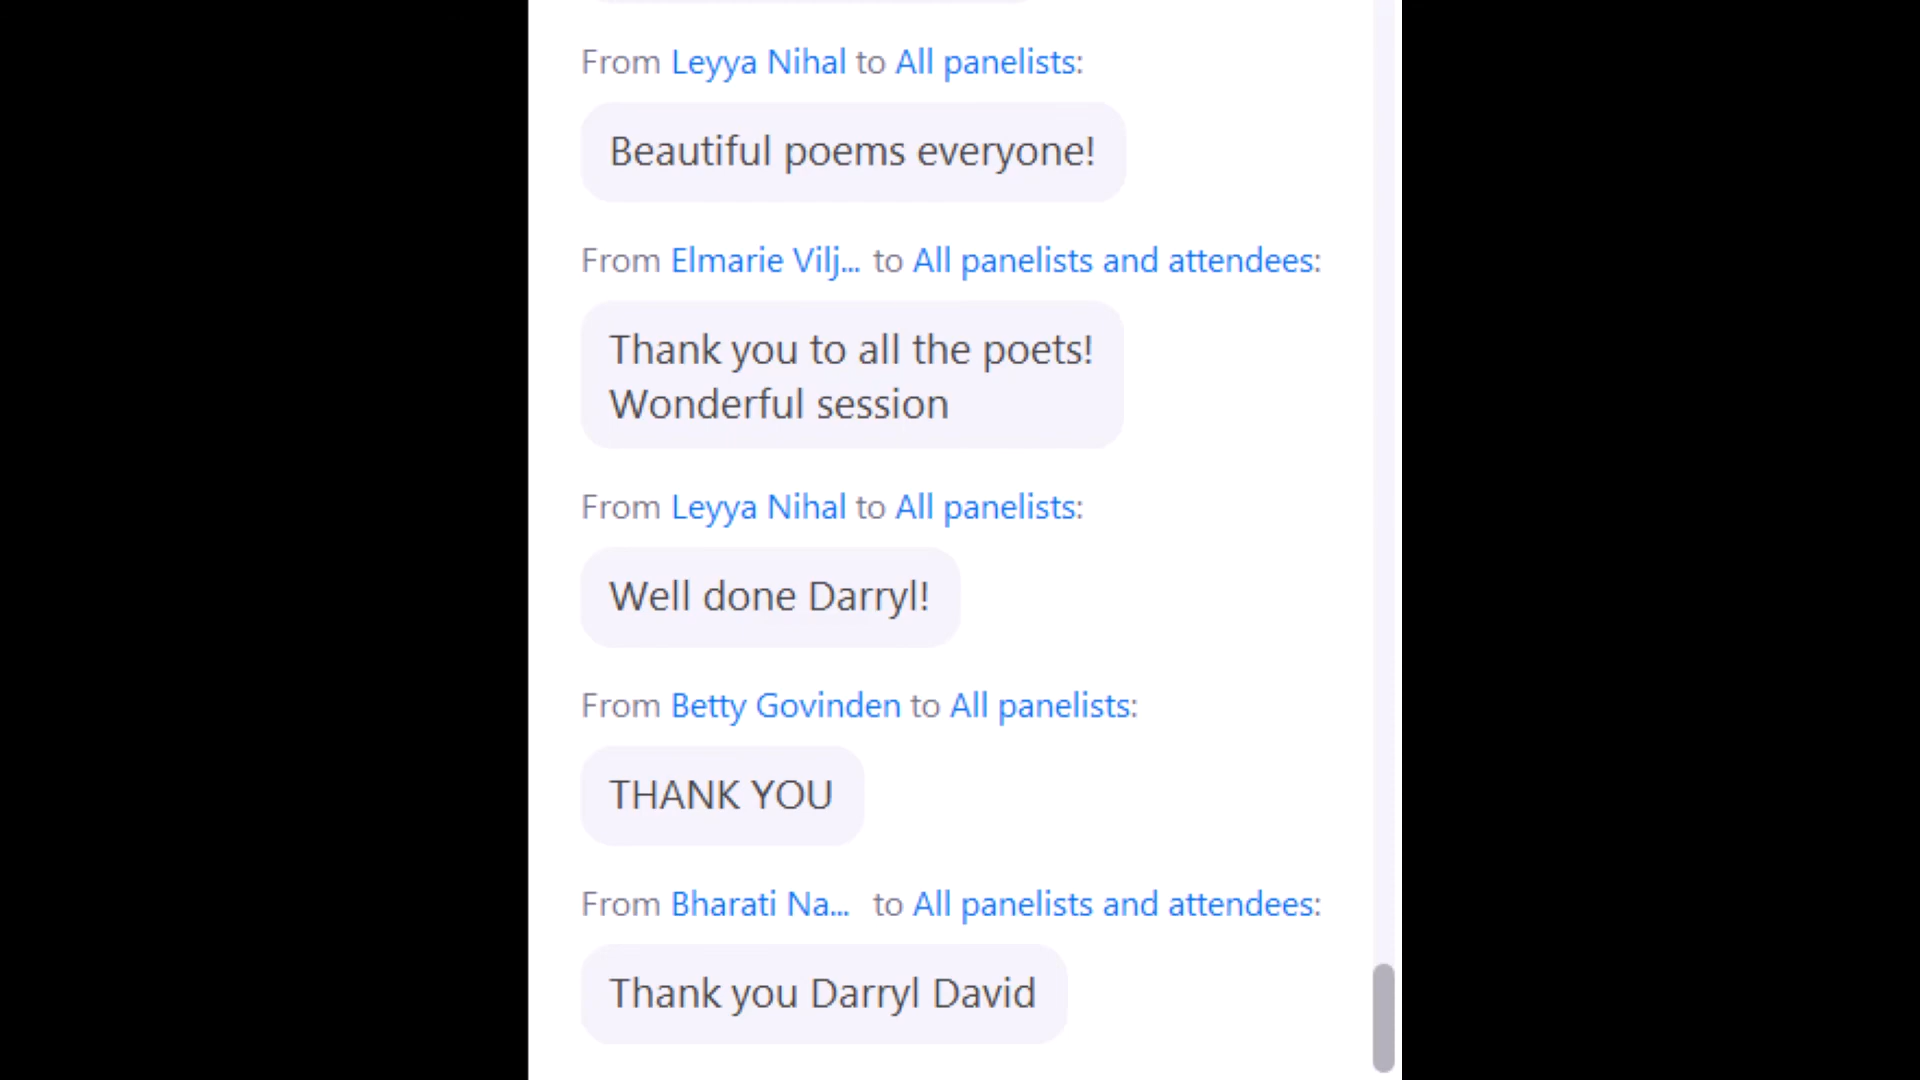 From Leyya Nihal to All panelists:
Beautiful poems everyone!
From Elmarie Vilj... to All panelists and attendees:
Thank you to all the poets!
Wonderful session
From Leyya Nihal to All panelists:
Well done Darryl!
From Betty Govinden to All panelists:
THANK YOU
From Bharati Na... to All panelists and attendees:
Thank you Darryl David